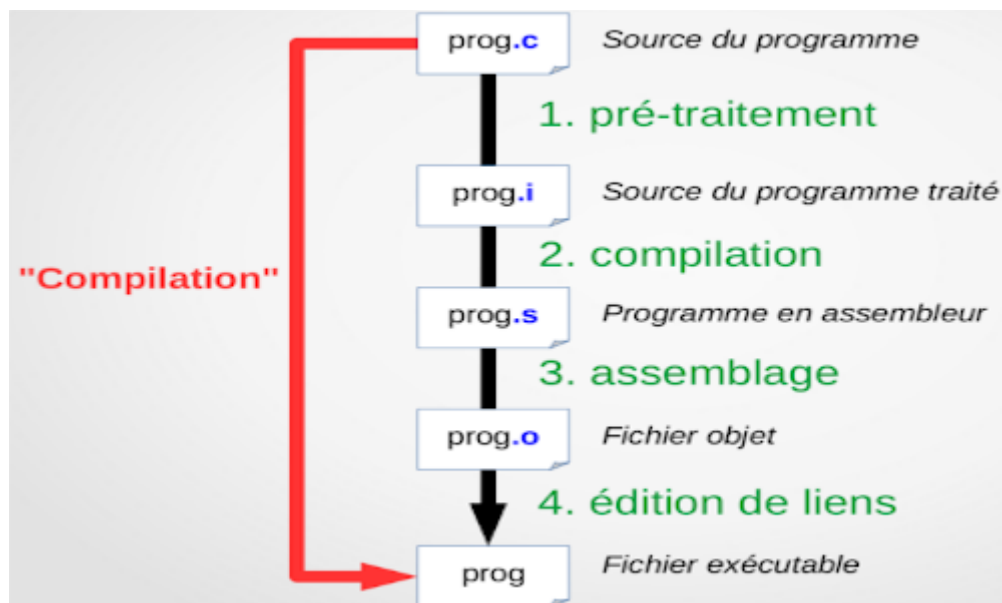 prog.c Source du programme
1. pré-traitement
prog.i Source du programme traité
2. compilation
"Compilation"
prog.s Programme en assembleur
3. assemblage
prog.o Fichier objet
4. édition de liens
prog Fichier exécutable